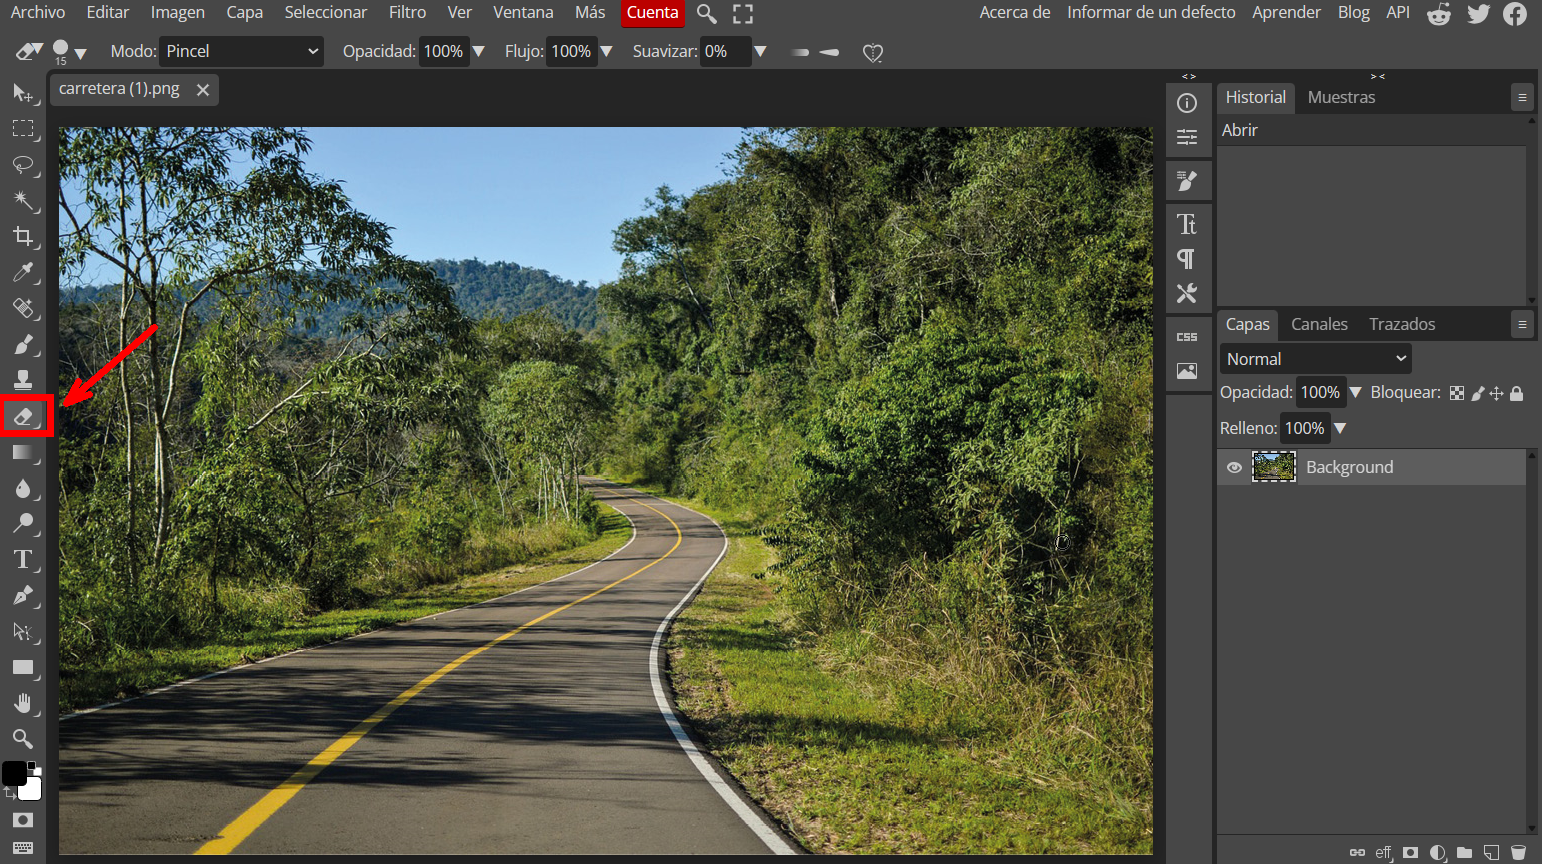 Archivo Editar Imagen Capa Seleccionar Filtro Ver Ventana Más Cuenta Acerca de Informar de un defecto Aprender Blog API
15 Modo: Pincel Opacidad: 100% Flujo: 100% Suavizar: 0%
carretera (1).png
< > > <
Historial Muestras
Abrir
Capas Canales Trazados
CSS
Normal
Opacidad: 100% Bloquear:
Relleno: 100%
Background
eff